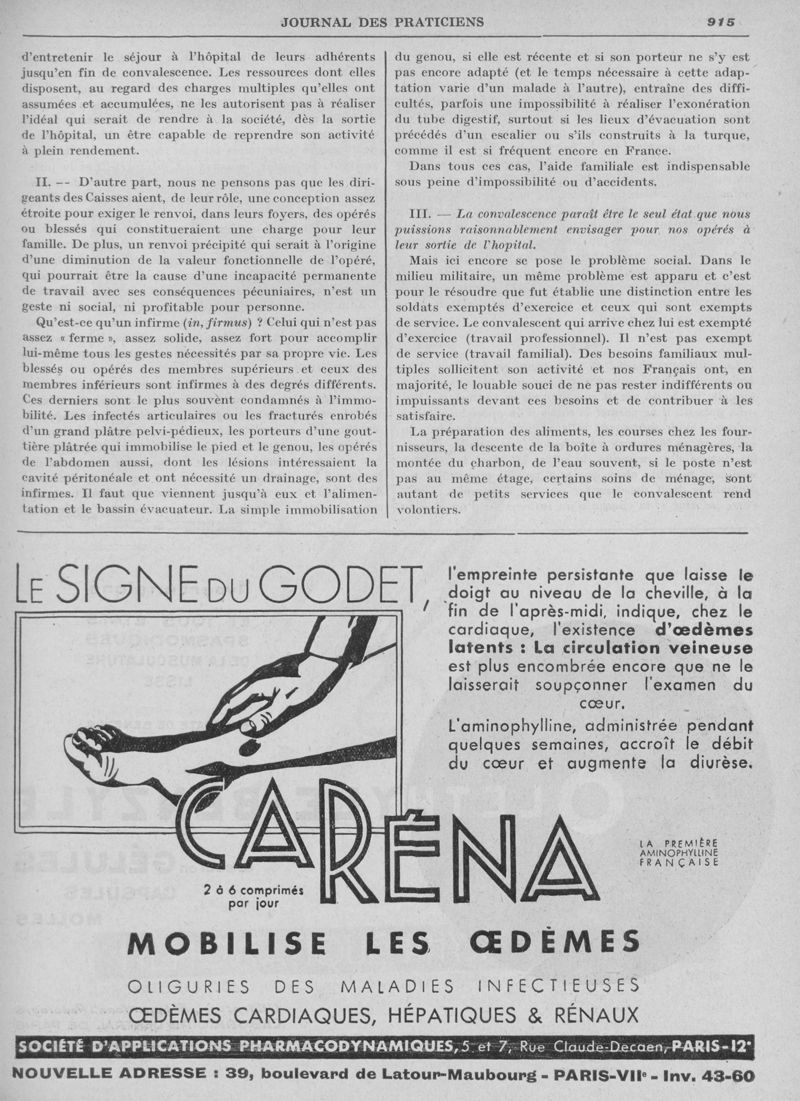 JOURNAL DES PRATICIENS 915
d'entretenir le séjour à l'hôpital de leurs adhérents
jusqu'en fin de convalescence. Les ressources dont elles
disposent, au regard des charges multiples qu'elles ont
assumées et accumulées, ne les autorisent pas à réaliser
l'idéal qui serait de rendre à la société, dès la sortie
de l'hôpital, un être capable de reprendre son activité
à plein rendement.
II. -- D'autre part, nous ne pensons pas que les diri-
geants des Caisses aient, de leur rôle, une conception assez
étroite pour exiger le renvoi, dans leurs foyers, des opérés
ou blessés qui constitueraient une charge pour leur
famille. De plus, un renvoi précipité qui serait à l'origine
d'une diminution de la valeur fonctionnelle de l'opéré,
qui pourrait être la cause d'une incapacité permanente
de travail avec ses conséquences pécuniaires, n'est un
geste ni social, ni profitable pour personne.
Qu'est-ce qu'un infirme (in, firmus) ? Celui qui n'est pas
assez « ferme », assez solide, assez fort pour accomplir
lui-même tous les gestes nécessités par sa propre vie. Les
blessés ou opérés des membres supérieurs et ceux des
membres inférieurs sont infirmes à des degrés différents.
Ces derniers sont le plus souvent condamnés à l'immo-
bilité. Les infectés articulaires ou les fracturés enrobés
d'un grand plâtre pelvi-pédieux, les porteurs d'une gout-
tière plâtrée qui immobilise le pied et le genou, les opérés
de l'abdomen aussi, dont les lésions intéressaient la
cavité péritonéale et ont nécessité un drainage, sont des
infirmes. Il faut que viennent jusqu'à eux et l'alimen-
tation et le bassin évacuateur. La simple immobilisation
du genou, si elle est récente et si son porteur ne s'y est
pas encore adapté (et le temps nécessaire à cette adap-
tation varie d'un malade à l'autre), entraîne des diffi-
cultés, parfois une impossibilité à réaliser l'exonération
du tube digestif, surtout si les lieux d'évacuation sont
précédés d'un escalier ou s'ils construits à la turque,
comme il est si fréquent encore en France.
Dans tous ces cas, l'aide familiale est indispensable
sous peine d'impossibilité ou d'accidents.
III. — La convalescence paraît être le seul état que nous
puissions raisonnablement envisager pour nos opérés à
leur sortie de l'hopital.
Mais ici encore se pose le problème social. Dans le
milieu militaire, un même problème est apparu et c'est
pour le résoudre que fut établie une distinction entre les
soldats exemptés d'exercice et ceux qui sont exempts
de service. Le convalescent qui arrive chez lui est exempté
d'exercice (travail professionnel). Il n'est pas exempt
de service (travail familial). Des besoins familiaux mul-
tiples sollicitent son activité et nos Français ont, en
majorité, le louable souci de ne pas rester indifférents ou
impuissants devant ces besoins et de contribuer à les
satisfaire.
La préparation des aliments, les courses chez les four-
nisseurs, la descente de la boîte à ordures ménagères, la
montée du charbon, de l'eau souvent, si le poste n'est
pas au même étage, certains soins de ménage, sont
autant de petits services que le convalescent rend
volontiers.
LE SIGNE DU GODET,
l'empreinte persistante que laisse le
doigt au niveau de la cheville, à la
fin de l'après-midi, indique, chez le
cardiaque, l'existence d'œdèmes
latents : La circulation veineuse
est plus encombrée encore que ne le
laisserait soupçonner l'examen du
cœur.
L'aminophylline, administrée pendant
quelques semaines, accroît le débit
du cœur et augmente la diurèse.
CARÉNA
LA PREMIÈRE
AMINOPHYLLINE
FRANÇAISE
2 à 6 comprimés
par jour
MOBILISE LES ŒDÈMES
OLIGURIES DES MALADIES INFECTIEUSES
ŒDÈMES CARDIAQUES, HÉPATIQUES & RÉNAUX
SOCIÉTÉ D'APPLICATIONS PHARMACODYNAMIQUES, 5 et 7, Rue Claude-Decaen, PARIS-12e
NOUVELLE ADRESSE : 39, boulevard de Latour-Maubourg - PARIS-VIIe - Inv. 43-60